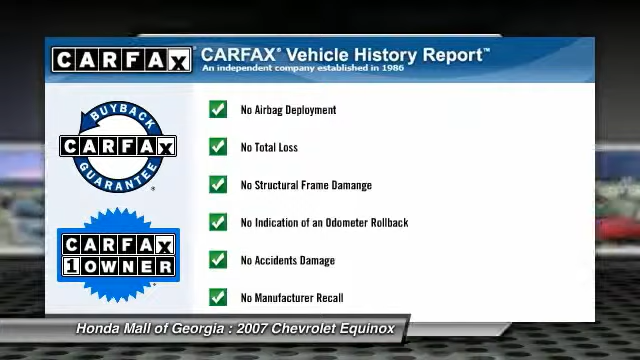 CARFAX
CARFAX® Vehicle History Report™
An independent company established in 1986
BUYBACK
CARFAX
GUARANTEE
CARFAX
1 OWNER
No Airbag Deployment
No Total Loss
No Structural Frame Damange
No Indication of an Odometer Rollback
No Accidents Damage
No Manufacturer Recall
Honda Mall of Georgia : 2007 Chevrolet Equinox